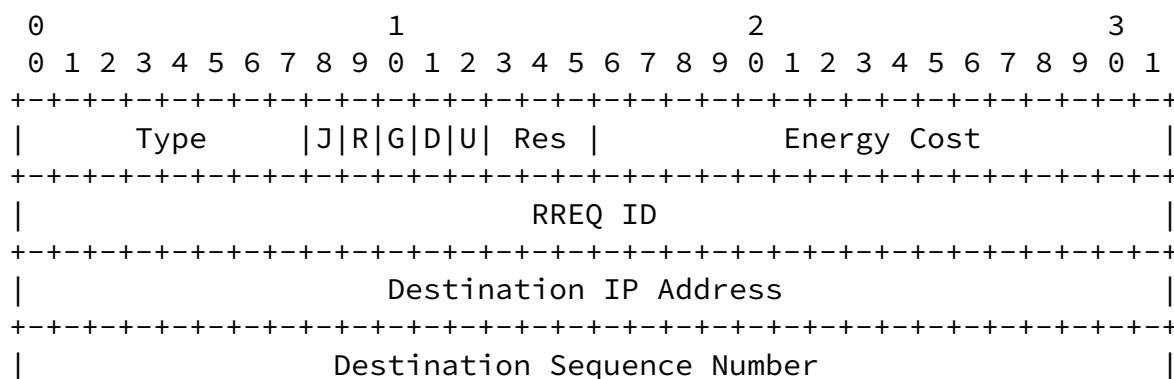 0                   1                   2                   3
0 1 2 3 4 5 6 7 8 9 0 1 2 3 4 5 6 7 8 9 0 1 2 3 4 5 6 7 8 9 0 1
+-+-+-+-+-+-+-+-+-+-+-+-+-+-+-+-+-+-+-+-+-+-+-+-+-+-+-+-+-+-+-+-+
|      Type     |J|R|G|D|U| Res |          Energy Cost          |
+-+-+-+-+-+-+-+-+-+-+-+-+-+-+-+-+-+-+-+-+-+-+-+-+-+-+-+-+-+-+-+-+
|                            RREQ ID                            |
+-+-+-+-+-+-+-+-+-+-+-+-+-+-+-+-+-+-+-+-+-+-+-+-+-+-+-+-+-+-+-+-+
|                    Destination IP Address                     |
+-+-+-+-+-+-+-+-+-+-+-+-+-+-+-+-+-+-+-+-+-+-+-+-+-+-+-+-+-+-+-+-+
|                 Destination Sequence Number                   |